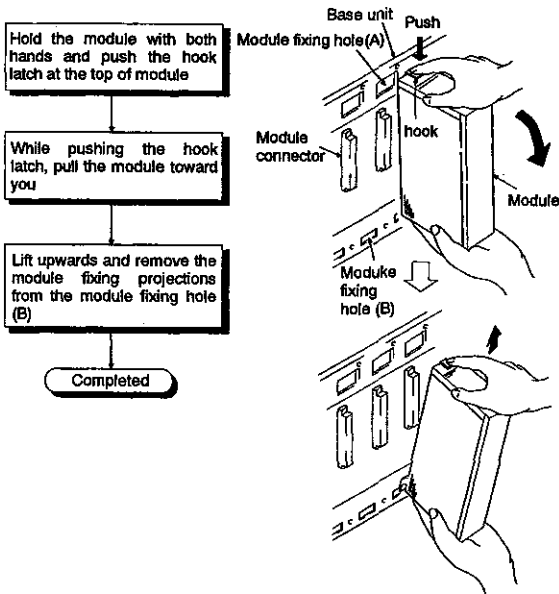 Hold the module with both
hands and push the hook
latch at the top of module
While pushing the hook
latch, pull the module toward
you
Lift upwards and remove the
module fixing projections
from the module fixing hole
(B)
Completed
Base unit
Push
Module fixing hole(A)
hook
Module
connector
Module
Moduke
fixing
hole (B)